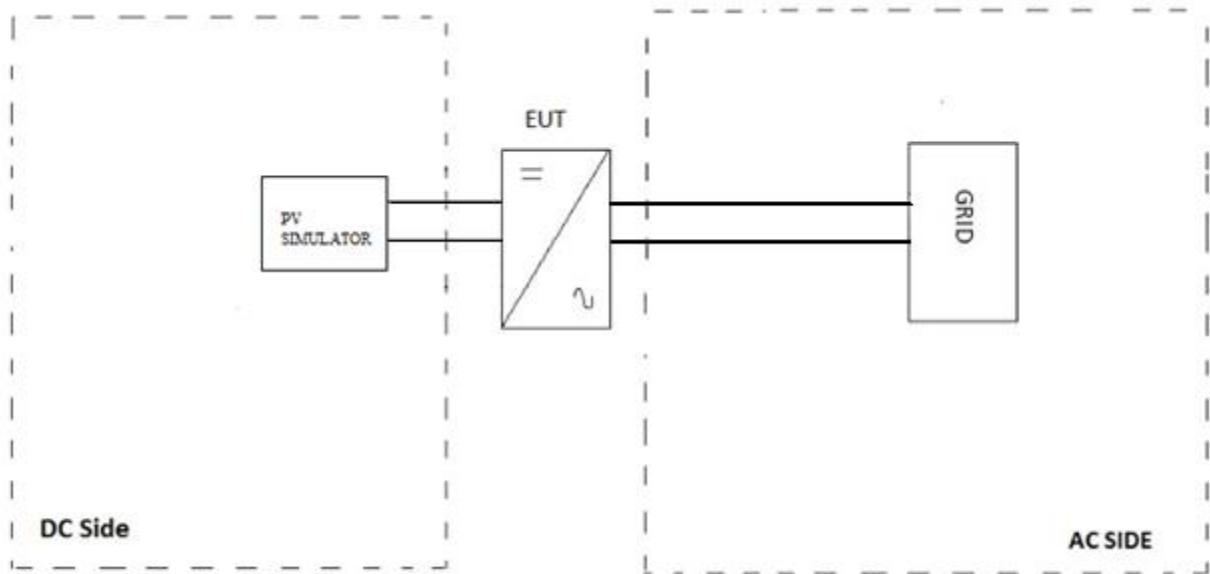 EUT
PV
SIMULATOR
GRID
DC Side
AC SIDE